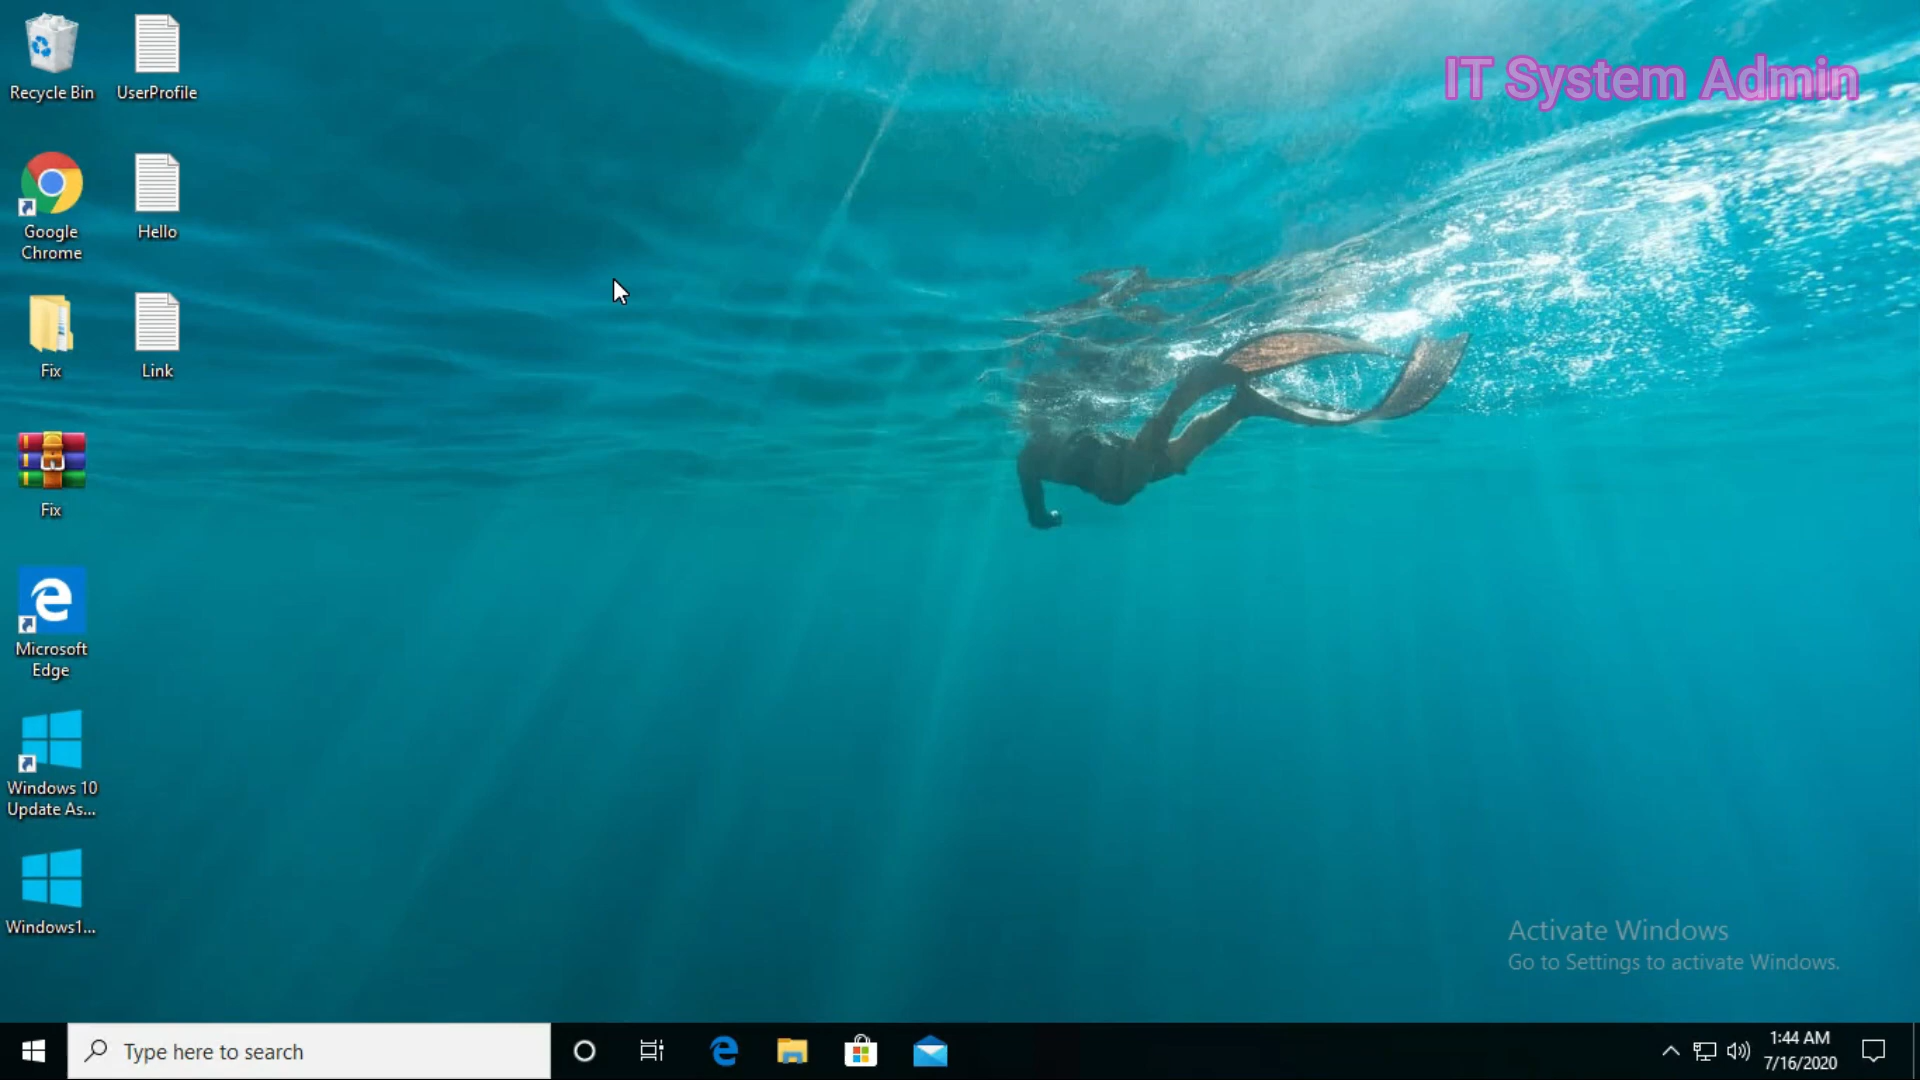 IT System Admin
Recycle Bin
UserProfile
Google
Chrome
Hello
Fix
Link
Fix
Microsoft
Edge
Windows 10
Update As...
Windows1...
Activate Windows
Go to Settings to activate Windows.
Type here to search
1:44 AM
7/16/2020